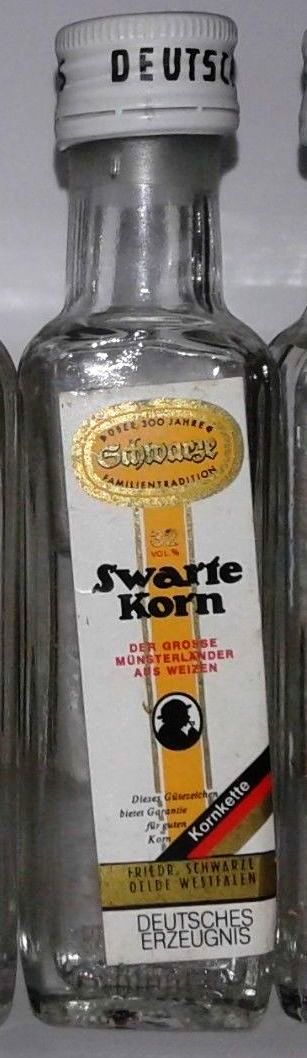 DEUTSC
ÜBER 300 JAHRE
Schwarze
FAMILIENTRADITION
32
VOL.%
Swarte
Korn
DER GROSSE
MÜNSTERLÄNDER
AUS WEIZEN
Dieses Gütezeichen
bietet Garantie
für guten
Korn
Kornkette
FRIEDR. SCHWARZE
OELDE WESTFALEN
DEUTSCHES
ERZEUGNIS